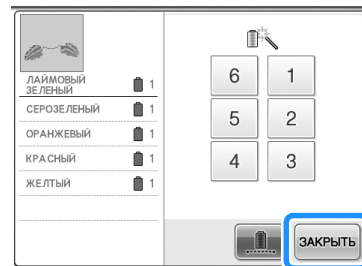 ЛАЙМОВЫЙ
ЗЕЛЕНЫЙ 1
СЕРОЗЕЛЕНЫЙ 1
ОРАНЖЕВЫЙ 1
КРАСНЫЙ 1
ЖЕЛТЫЙ 1
6 1
5 2
4 3
ЗАКРЫТЬ